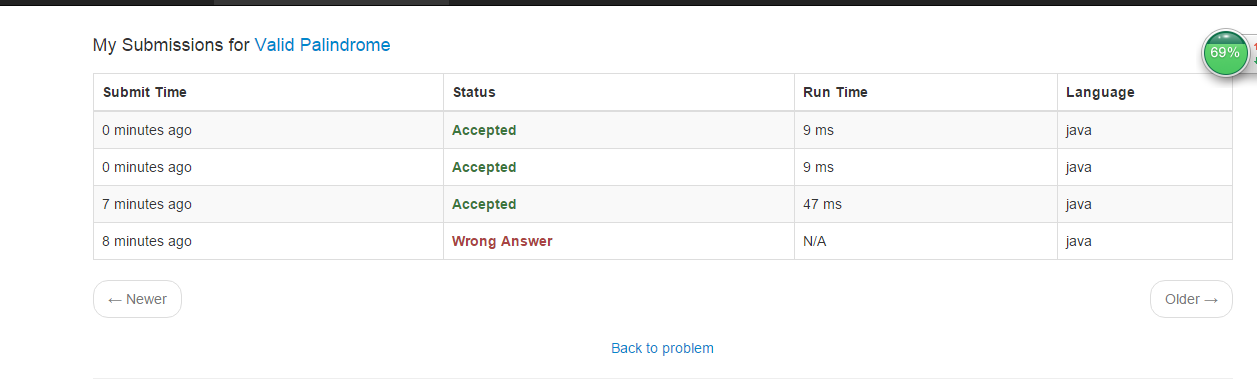 My Submissions for Valid Palindrome
69%
Submit Time Status Run Time Language
0 minutes ago Accepted 9 ms java
0 minutes ago Accepted 9 ms java
7 minutes ago Accepted 47 ms java
8 minutes ago Wrong Answer N/A java
← Newer Older →
Back to problem